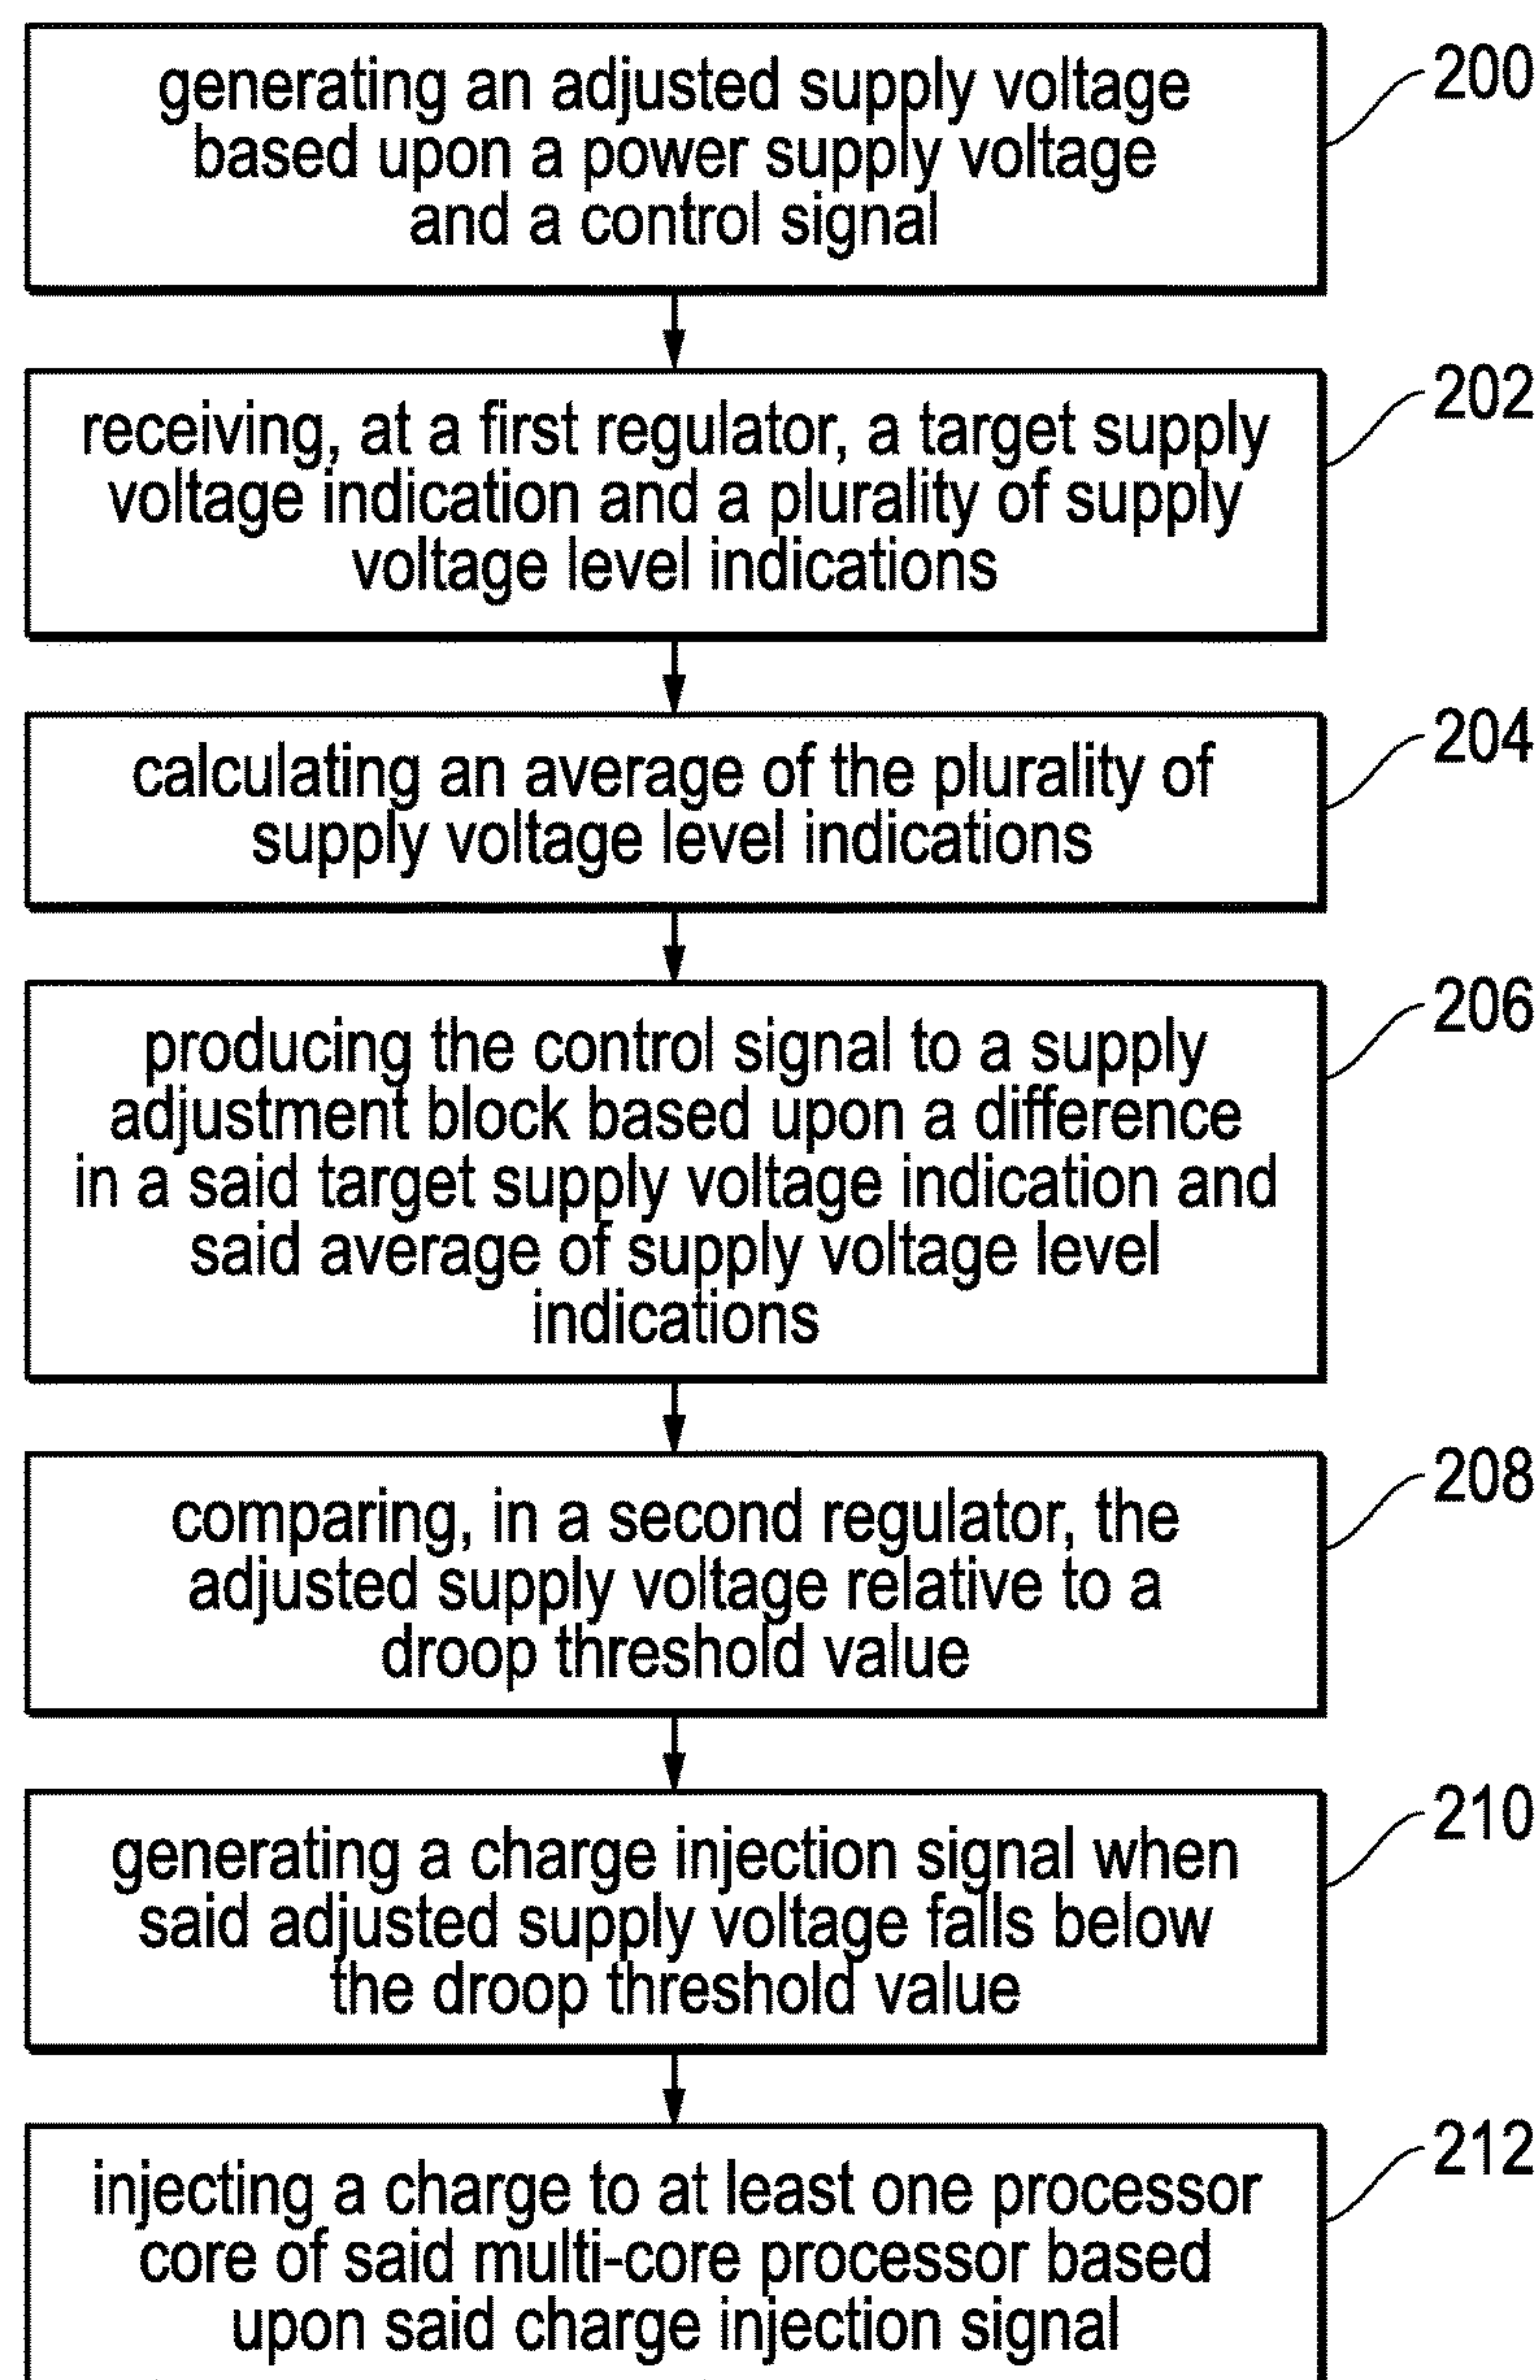 generating an adjusted supply voltage
based upon a power supply voltage
and a control signal
200
receiving, at a first regulator, a target supply
voltage indication and a plurality of supply
voltage level indications
202
calculating an average of the plurality of
supply voltage level indications
204
producing the control signal to a supply
adjustment block based upon a difference
in a said target supply voltage indication and
said average of supply voltage level
indications
206
comparing, in a second regulator, the
adjusted supply voltage relative to a
droop threshold value
208
generating a charge injection signal when
said adjusted supply voltage falls below
the droop threshold value
210
injecting a charge to at least one processor
core of said multi-core processor based
upon said charge injection signal
212